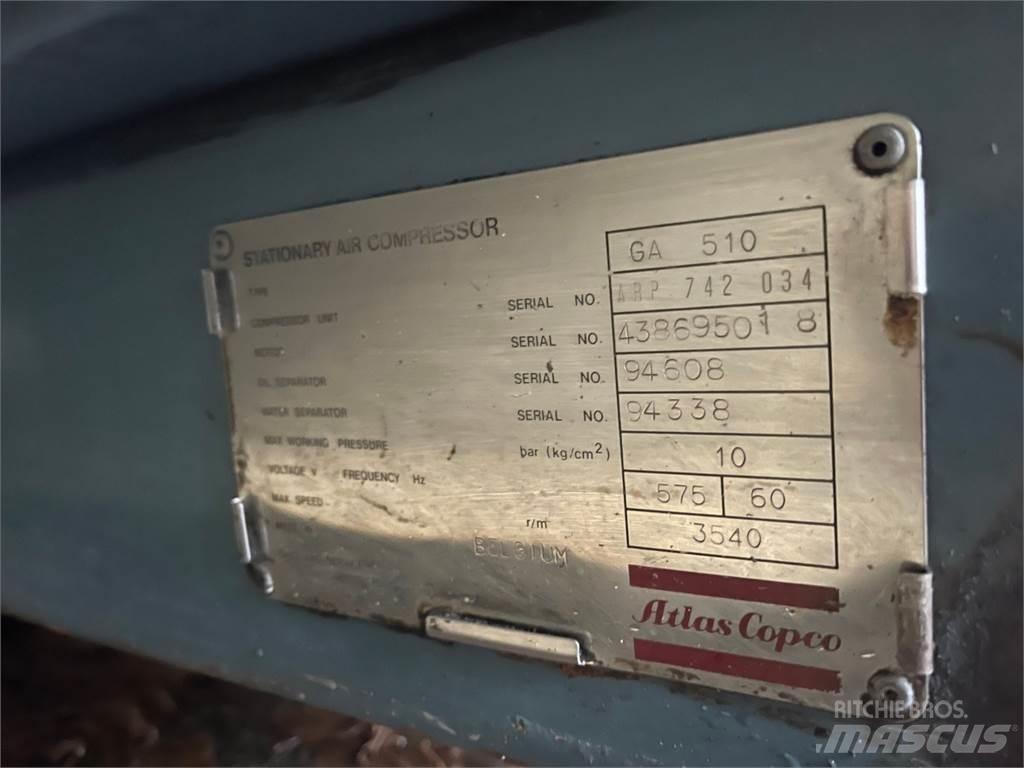 STATIONARY AIR COMPRESSOR
TYPE GA 510
COMPRESSOR UNIT SERIAL NO. ARP 742 034
MOTOR SERIAL NO. 438695018
OIL SEPARATOR SERIAL NO. 94608
WATER SEPARATOR SERIAL NO. 94338
MAX WORKING PRESSURE bar (kg/cm²) 10
VOLTAGE V FREQUENCY Hz 575 60
MAX SPEED r/m 3540
BELGIUM
Atlas Copco
RITCHIE BROS.
MASCUS